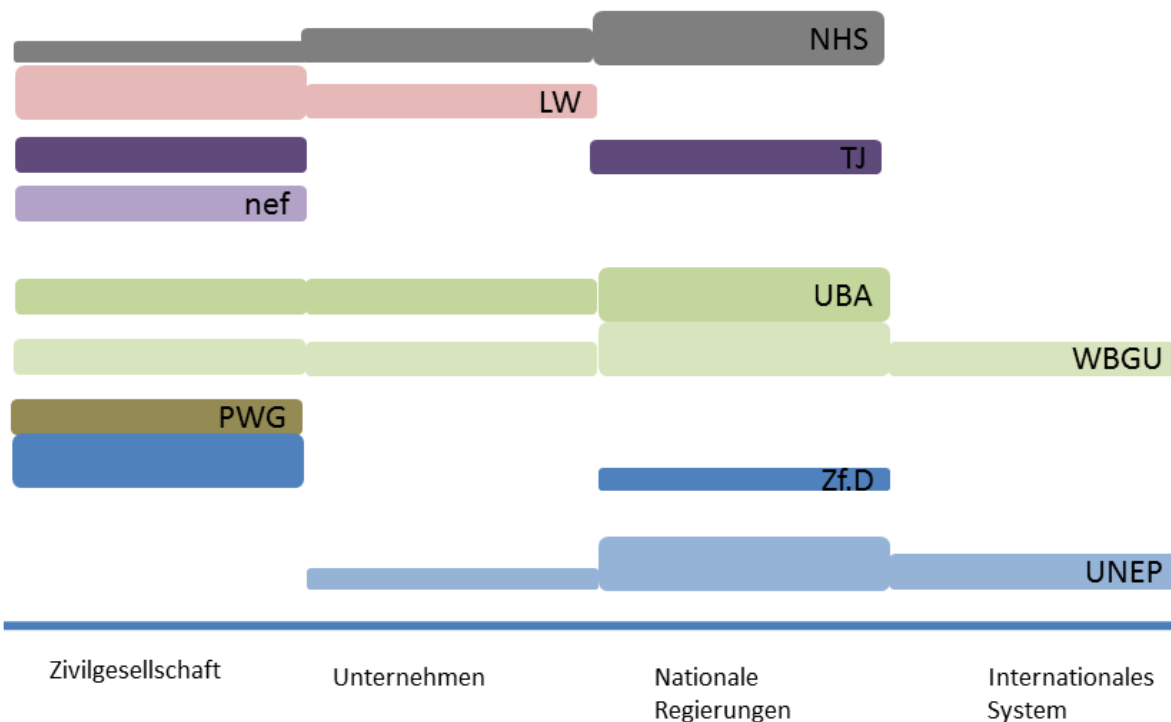 NHS
LW
TJ
nef
UBA
WBGU
PWG
Zf.D
UNEP
Zivilgesellschaft
Unternehmen
Nationale
Regierungen
Internationales
System